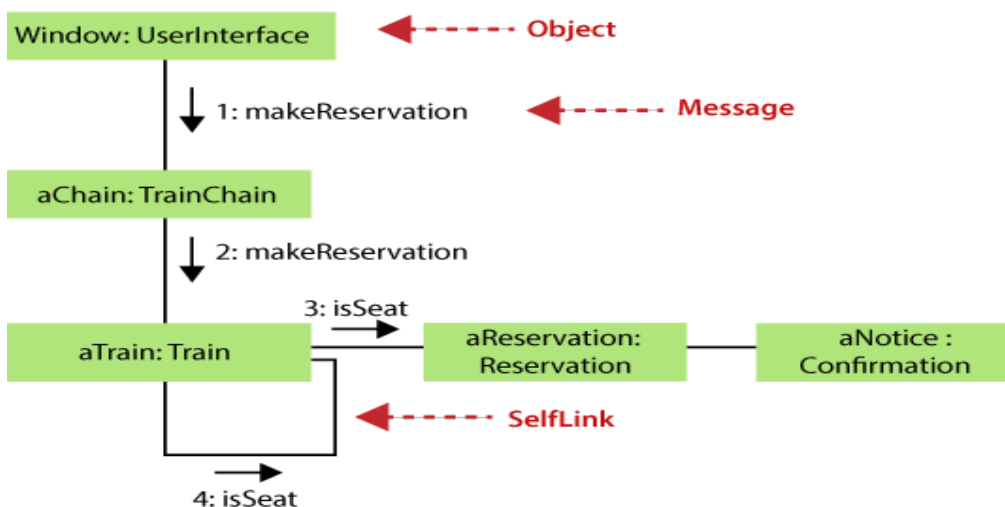 Window: UserInterface
Object
1: makeReservation
Message
aChain: TrainChain
2: makeReservation
3: isSeat
aTrain: Train
aReservation:
Reservation
aNotice :
Confirmation
SelfLink
4: isSeat